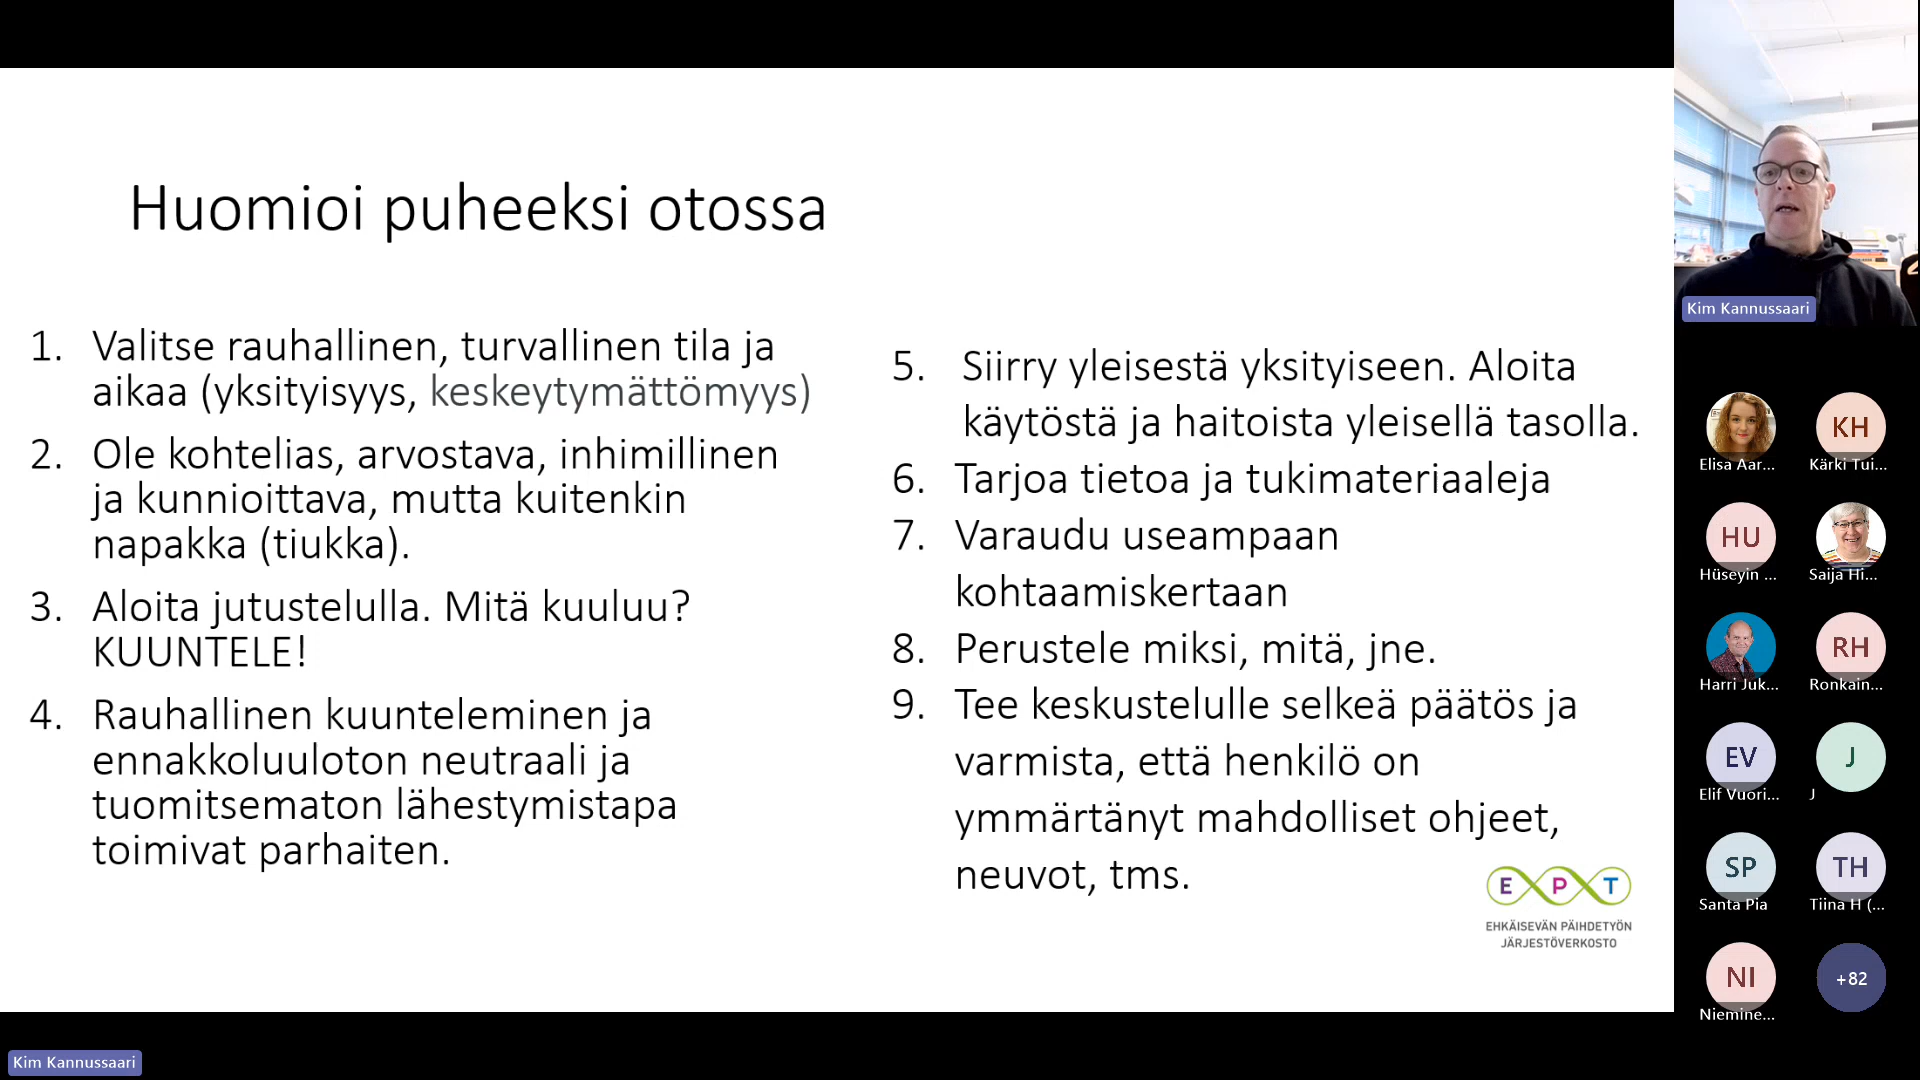 Huomioi puheeksi otossa
1. Valitse rauhallinen, turvallinen tila ja
aikaa (yksityisyys, keskeytymättömyys)
2. Ole kohtelias, arvostava, inhimillinen
ja kunnioittava, mutta kuitenkin
napakka (tiukka).
3. Aloita jutustelulla. Mitä kuuluu?
KUUNTELE!
4. Rauhallinen kuunteleminen ja
ennakkoluuloton neutraali ja
tuomitsematon lähestymistapa
toimivat parhaiten.
5. Siirry yleisestä yksityiseen. Aloita
käytöstä ja haitoista yleisellä tasolla.
6. Tarjoa tietoa ja tukimateriaaleja
7. Varaudu useampaan
kohtaamiskertaan
8. Perustele miksi, mitä, jne.
9. Tee keskustelulle selkeä päätös ja
varmista, että henkilö on
ymmärtänyt mahdolliset ohjeet,
neuvot, tms.
E P T
EHKÄISEVÄN PÄIHDETYÖN
JÄRJESTÖVERKOSTO
Kim Kannussaari
Elisa Aar...
KH
Kärki Tui...
HU
Hüseyin ...
Saija Hi...
Harri Juk...
RH
Ronkain...
EV
Elif Vuori...
J
J
SP
Santa Pia
TH
Tiina H (...
NI
Niemine...
+82
Kim Kannussaari